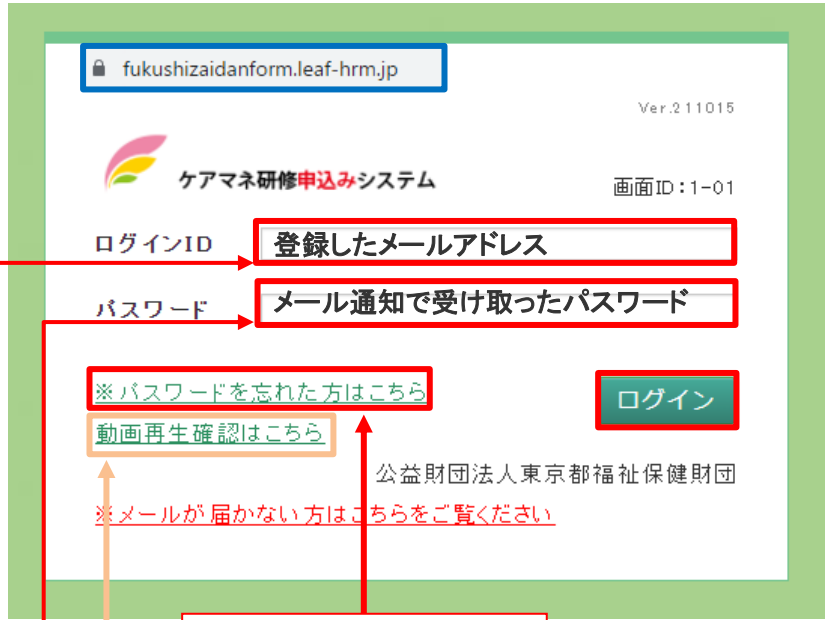 fukushizaidanform.leaf-hrm.jp
Ver.211015
ケアマネ研修申込みシステム
画面ID:1-01
ログインID
登録したメールアドレス
パスワード
メール通知で受け取ったパスワード
※パスワードを忘れた方はこちら
ログイン
動画再生確認はこちら
公益財団法人東京都福祉保健財団
※メールが届かない方はこちらをご覧ください